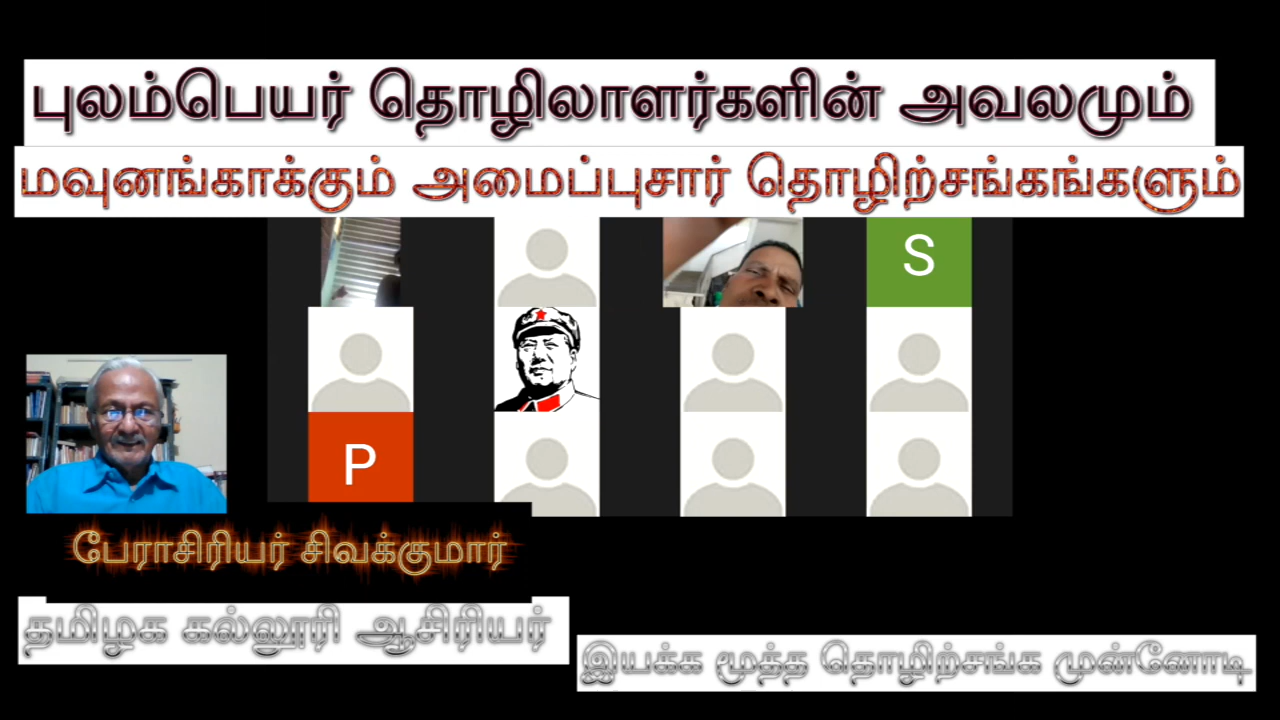 புலம்பெயர் தொழிலாளர்களின் அவலமும்
மவுனங்காக்கும் அமைப்புசார் தொழிற்சங்கங்களும்
S
P
பேராசிரியர் சிவக்குமார்
தமிழக கல்லூரி ஆசிரியர்
இயக்க மூத்த தொழிற்சங்க முன்னோடி